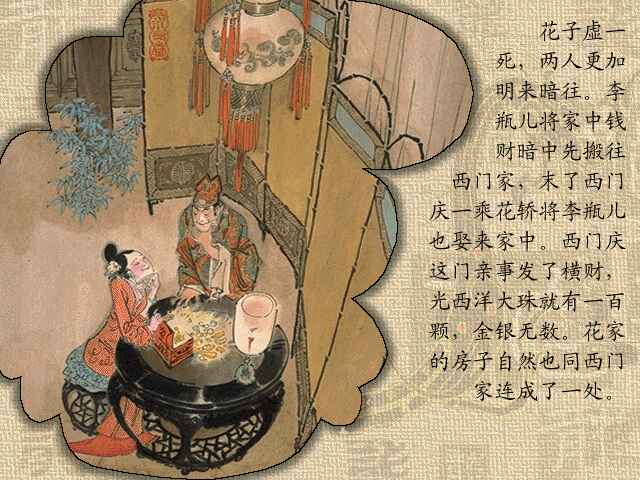 花子虚一
死，两人更加
明来暗往。李
瓶儿将家中钱
财暗中先搬往
西门家，末了西门
庆一乘花轿将李瓶儿
也娶来家中。西门庆
这门亲事发了横财，
光西洋大珠就有一百
颗，金银无数。花家
的房子自然也同西门
家连成了一处。